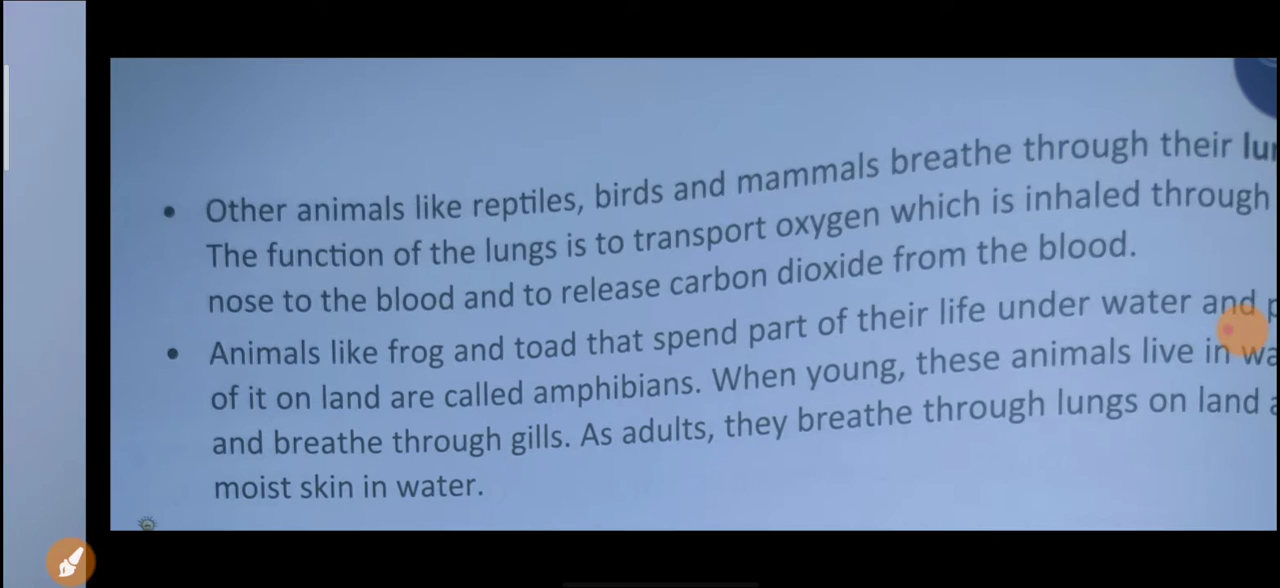 Other animals like reptiles, birds and mammals breathe through their
The function of the lungs is to transport oxygen which is inhaled through
nose to the blood and to release carbon dioxide from the blood.
Animals like frog and toad that spend part of their life under water and
of it on land are called amphibians. When young, these animals live in
and breathe through gills. As adults, they breathe through lungs on land
moist skin in water.